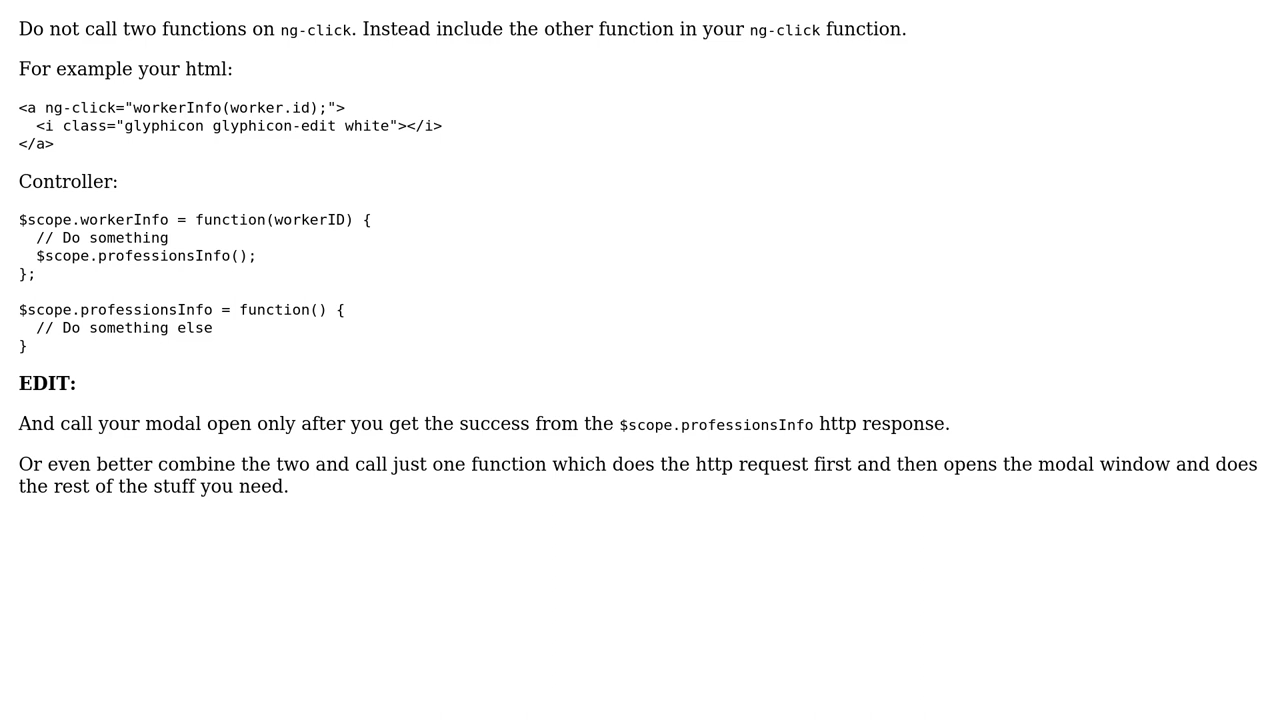 Do not call two functions on ng-click. Instead include the other function in your ng-click function.
For example your html:
<a ng-click="workerInfo(worker.id);">
  <i class="glyphicon glyphicon-edit white"></i>
</a>
Controller:
$scope.workerInfo = function(workerID) {
  // Do something
  $scope.professionsInfo();
};
$scope.professionsInfo = function() {
  // Do something else
}
EDIT:
And call your modal open only after you get the success from the $scope.professionsInfo http response.
Or even better combine the two and call just one function which does the http request first and then opens the modal window and does
the rest of the stuff you need.